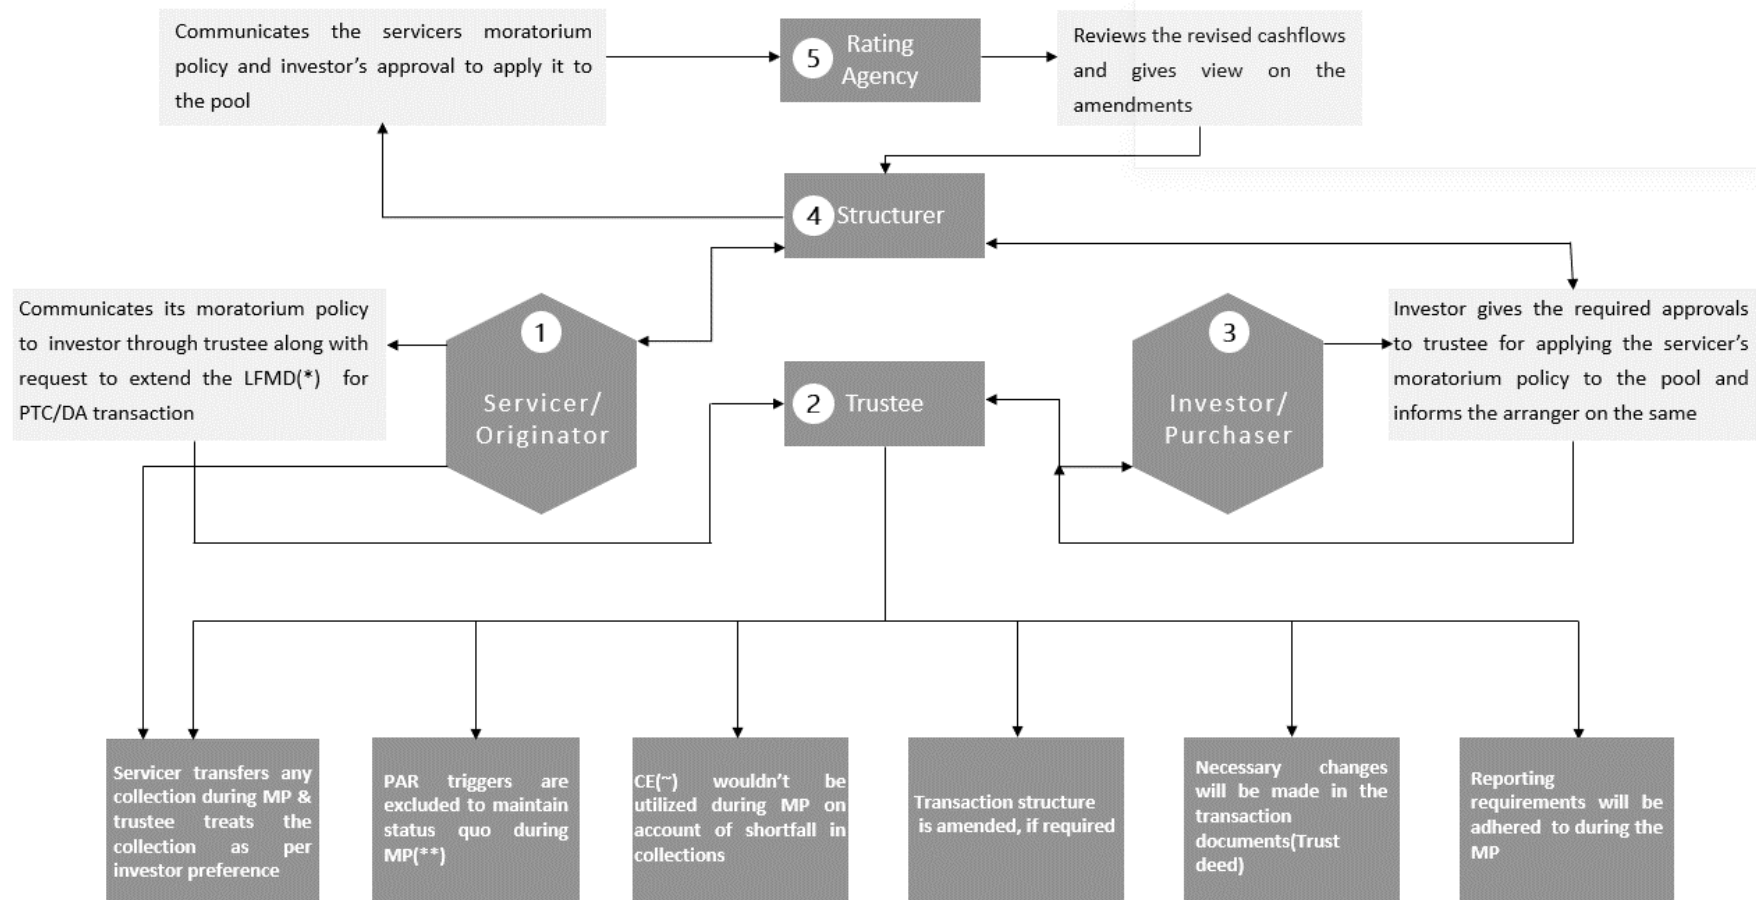 Communicates the servicers moratorium
policy and investor's approval to apply it to
the pool
5
Rating
Agency
Reviews the revised cashflows
and gives view on the
amendments
4
Structurer
Communicates its moratorium policy
to investor through trustee along with
request to extend the LFMD(*) for
PTC/DA transaction
1
Servicer/
Originator
2
Trustee
3
Investor/
Purchaser
Investor gives the required approvals
to trustee for applying the servicer's
moratorium policy to the pool and
informs the arranger on the same
Servicer transfers any
collection during MP &
trustee treats the
collection as per
investor preference
PAR triggers are
excluded to maintain
status quo during
MP(**)
CE(~) wouldn't be
utilized during MP on
account of shortfall in
collections
Transaction structure
is amended, if required
Necessary changes
will be made in the
transaction
documents(Trust
deed)
Reporting
requirements will be
adhered to during the
MP